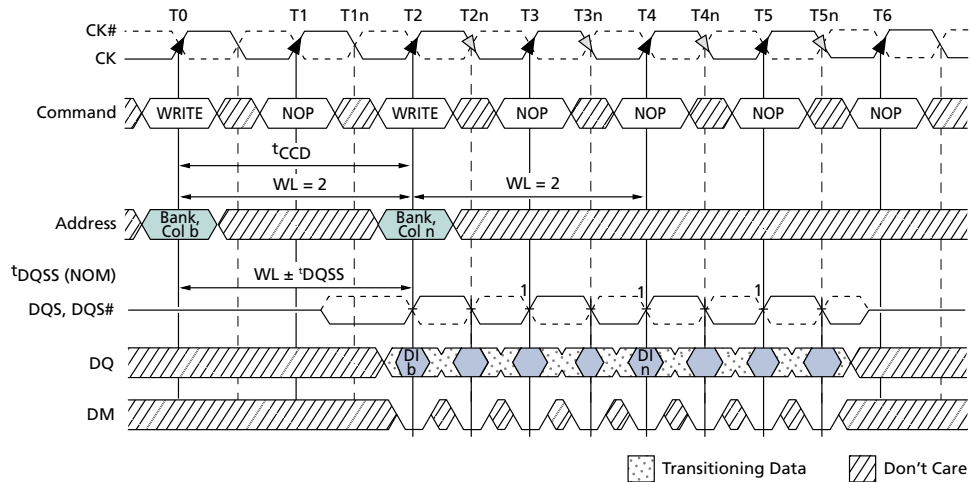 T0 T1 T1n T2 T2n T3 T3n T4 T4n T5 T5n T6
CK#
CK
Command WRITE NOP WRITE NOP NOP NOP NOP
tCCD
WL = 2 WL = 2
Address Bank, Col b Bank, Col n
tDQSS (NOM) WL ± tDQSS
DQS, DQS# 1 1 1
DQ DI b DI n
DM
Transitioning Data Don't Care